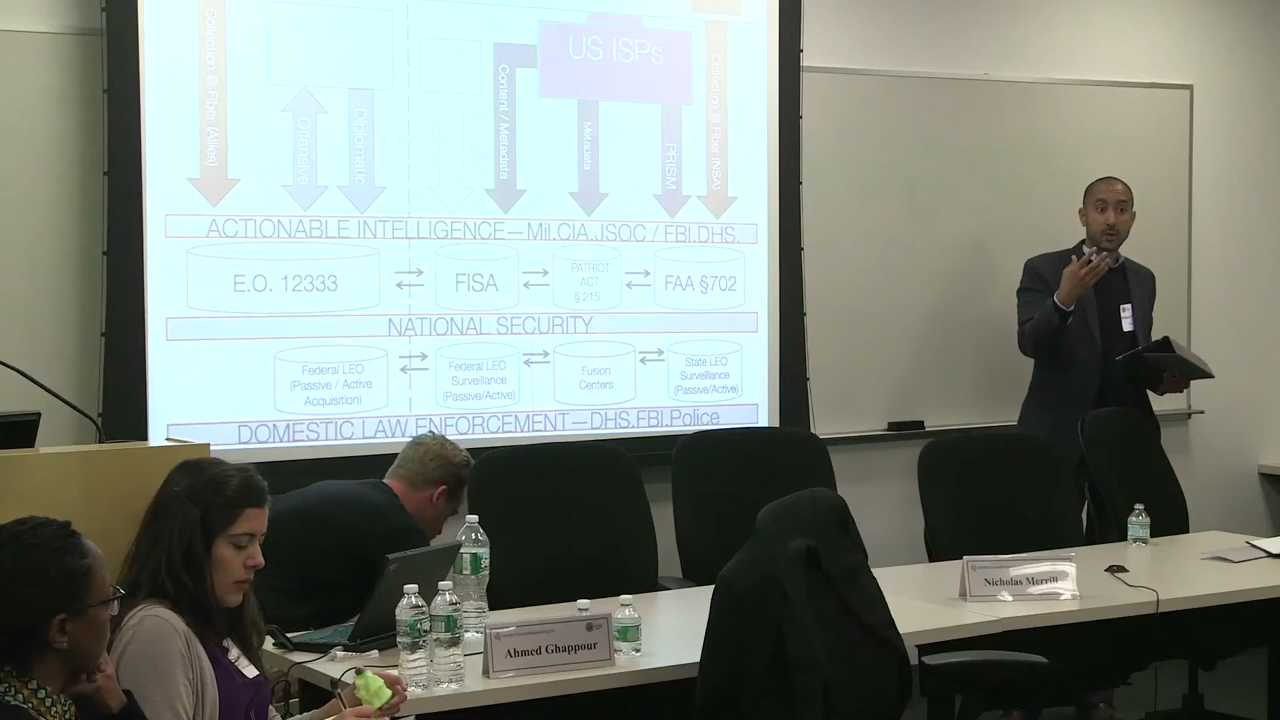 US ISPs
Collection @ Fiber (Allies)
Offensive
Diplomatic
Content / Metadata
Metadata
PRISM
Collection @ Fiber (NSA)
ACTIONABLE INTELLIGENCE—Mil.CIA.JSOC / FBI.DHS.
E.O. 12333
FISA
PATRIOT
ACT
§ 215
FAA §702
NATIONAL SECURITY
Federal LEO
(Passive / Active
Acquisition)
Federal LEO
Surveillance
(Passive/Active)
Fusion
Centers
State LEO
Surveillance
(Passive/Active)
DOMESTIC LAW ENFORCEMENT—DHS.FBI.Police
Nicholas Merrill
Ahmed Ghappour